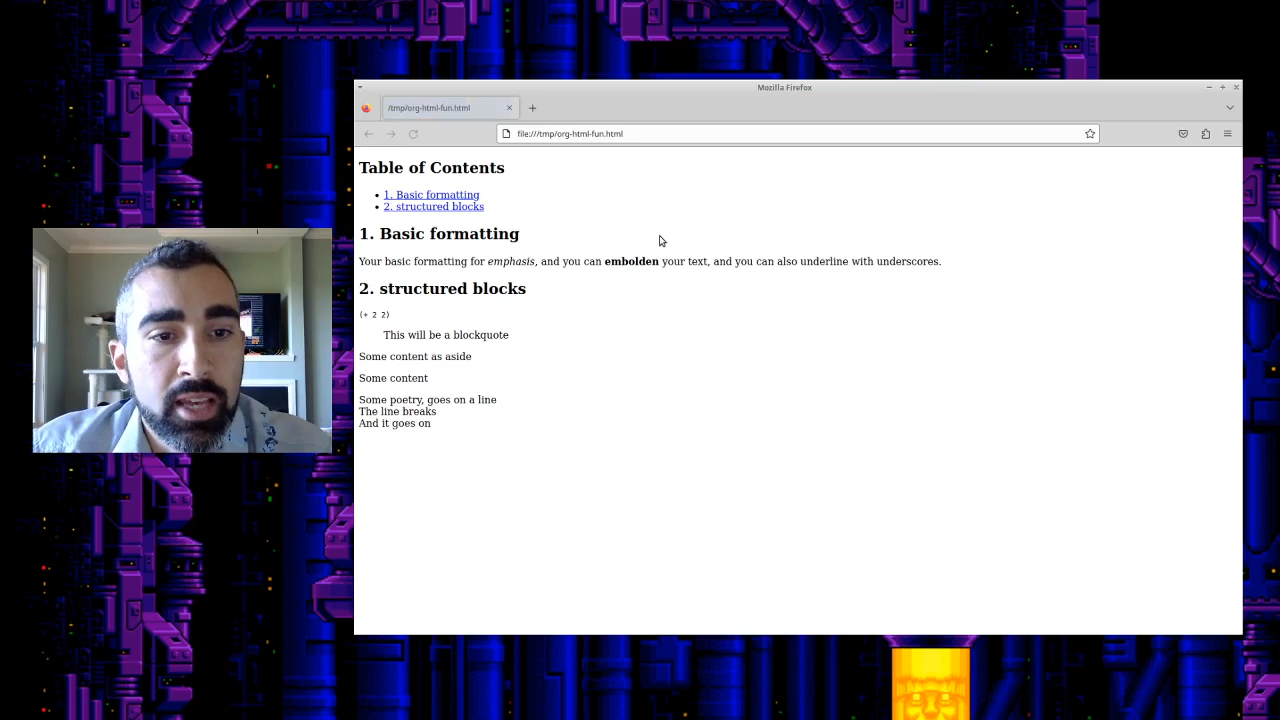 Mozilla Firefox
/tmp/org-html-fun.html
file:///tmp/org-html-fun.html
Table of Contents
1. Basic formatting
2. structured blocks
1. Basic formatting
Your basic formatting for emphasis, and you can embolden your text, and you can also underline with underscores.
2. structured blocks
(+ 2 2)
This will be a blockquote
Some content as aside
Some content
Some poetry, goes on a line
The line breaks
And it goes on